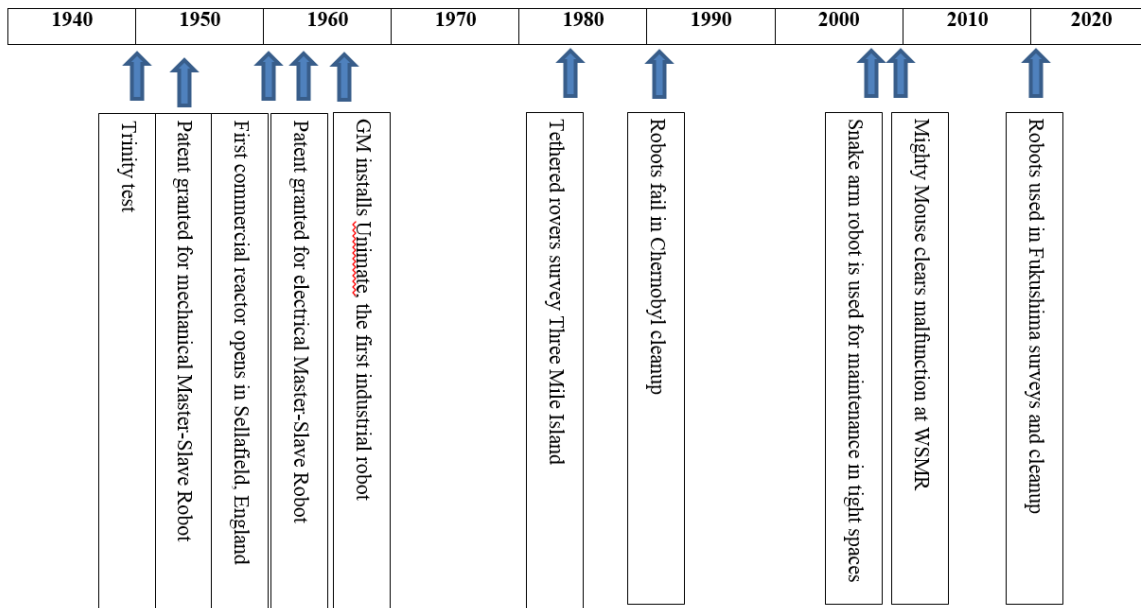 1940 1950 1960 1970 1980 1990 2000 2010 2020
Trinity test
Patent granted for mechanical Master-Slave Robot
First commercial reactor opens in Sellafield, England
Patent granted for electrical Master-Slave Robot
GM installs Unimate, the first industrial robot
Tethered rovers survey Three Mile Island
Robots fail in Chernobyl cleanup
Snake arm robot is used for maintenance in tight spaces
Mighty Mouse clears malfunction at WSMR
Robots used in Fukushima surveys and cleanup